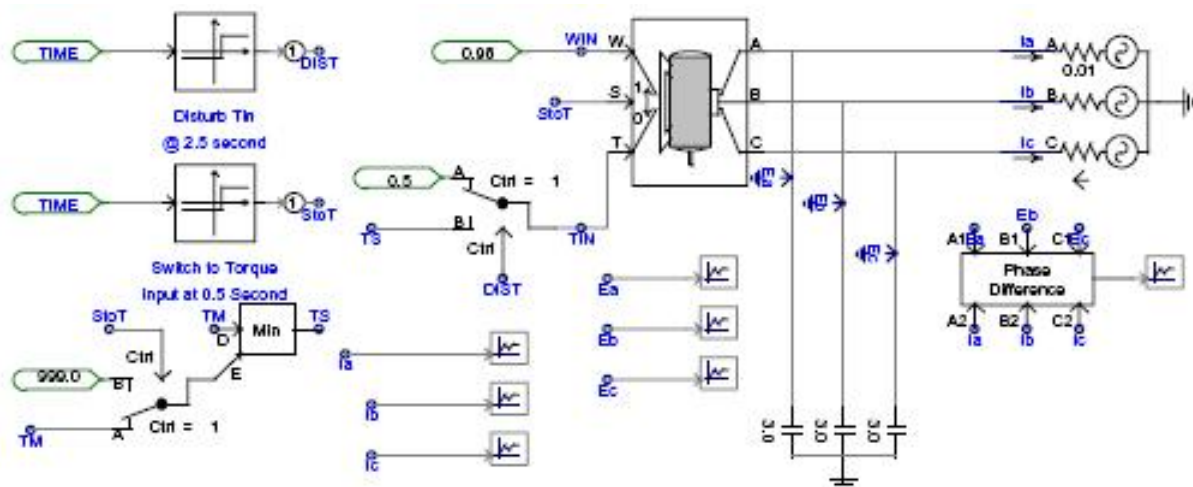 TIME
1
DIST
Disturb Tin
@ 2.5 second
TIME
1
StoT
Switch to Torque
Input at 0.5 Second
StoT
TM
D
Min
TS
Ctrl
E
999.0
B
A
Ctrl = 1
TM
0.98
WIN
W
S
1
0
T
StoT
A
B
C
0.5
A
Ctrl = 1
B
TS
Ctrl
TIN
DIST
Ea
Eb
Ec
Ia
Ib
Ic
Ea
Eb
Ec
3.0
3.0
3.0
Ia
A
0.01
Ib
B
Ic
C
Eb
A1
Ea
B1
C1
Ec
Phase
Difference
A2
B2
C2
Ia
Ib
Ic